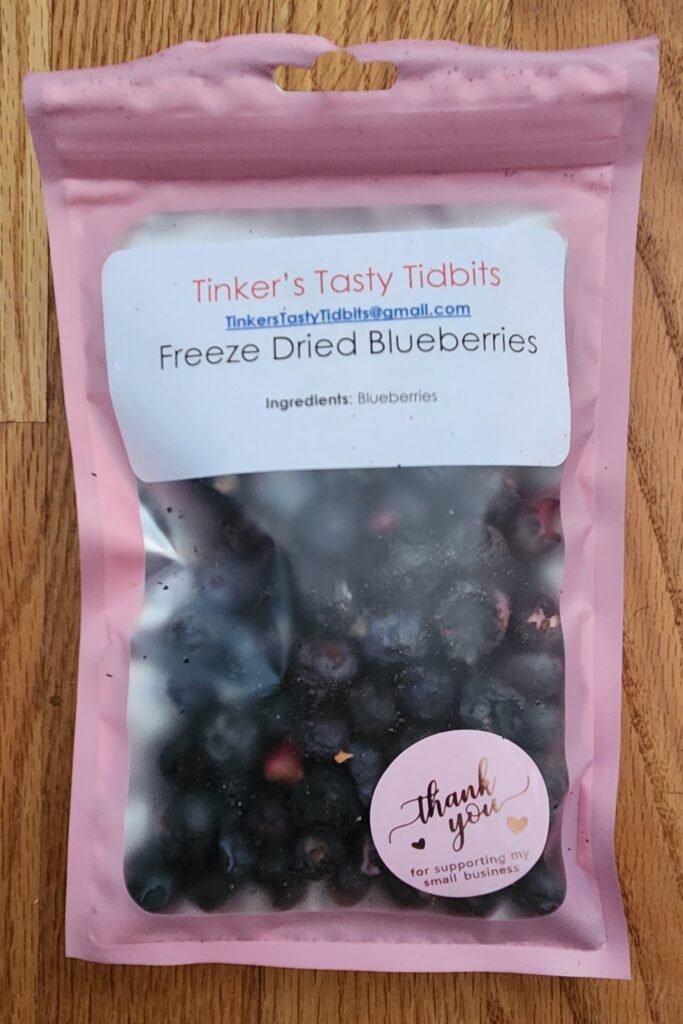 Tinker's Tasty Tidbits
TinkersTastyTidbits@gmail.com
Freeze Dried Blueberries
Ingredients: Blueberries
thank
you
for supporting my
small business